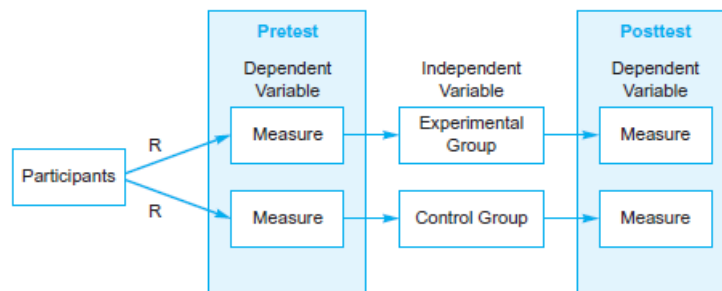 Pretest
Posttest
Dependent
Variable
Independent
Variable
Dependent
Variable
R
Measure
Experimental
Group
Measure
Participants
R
Measure
Control Group
Measure